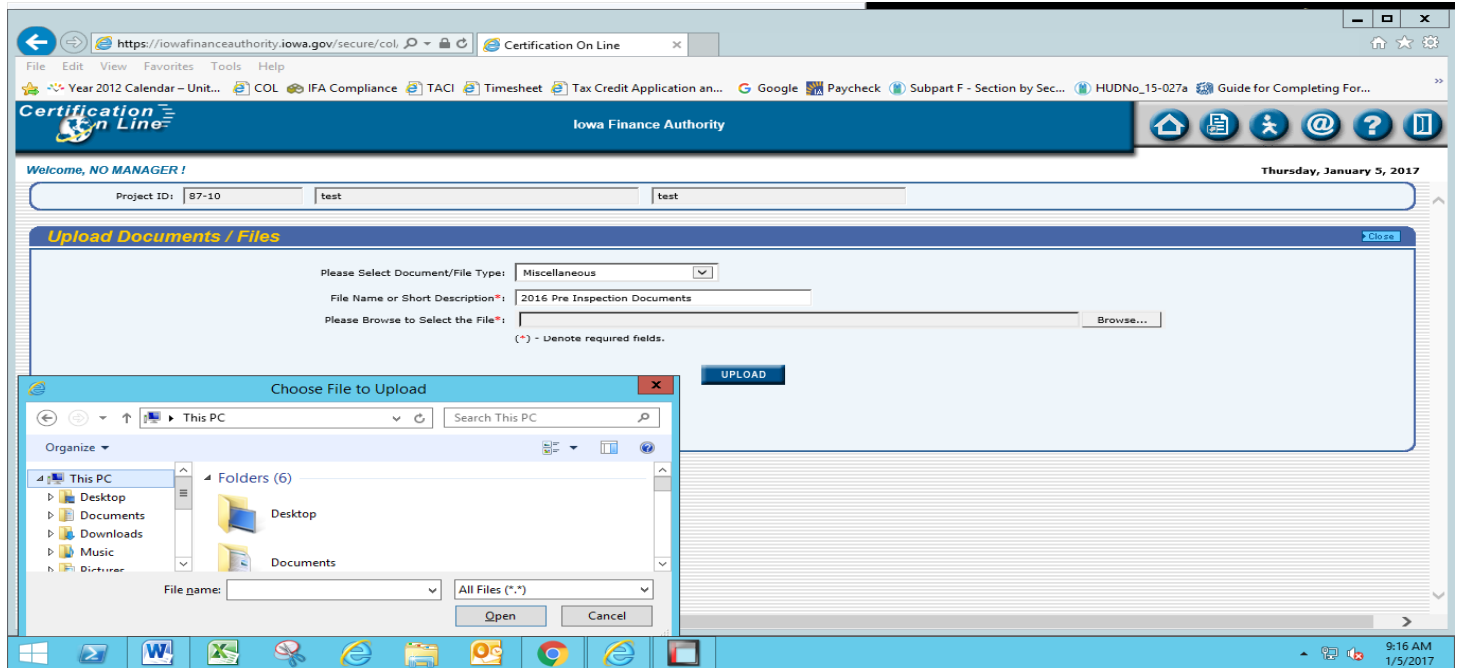 https://iowafinanceauthority.iowa.gov/secure/col/ Certification On Line
File Edit View Favorites Tools Help
Year 2012 Calendar – Unit... COL IFA Compliance TACI Timesheet Tax Credit Application an... Google Paycheck Subpart F - Section by Sec... HUDNo_15-027a Guide for Completing For...
Certification
On Line
Iowa Finance Authority
Welcome, NO MANAGER !
Thursday, January 5, 2017
Project ID: 87-10 test test
Upload Documents / Files
Close
Please Select Document/File Type: Miscellaneous
File Name or Short Description*: 2016 Pre Inspection Documents
Please Browse to Select the File*: Browse...
(*) - Denote required fields.
UPLOAD
Choose File to Upload
This PC Search This PC
Organize
This PC
Desktop
Documents
Downloads
Music
Pictures
Folders (6)
Desktop
Documents
File name: All Files (*.*)
Open Cancel
9:16 AM
1/5/2017